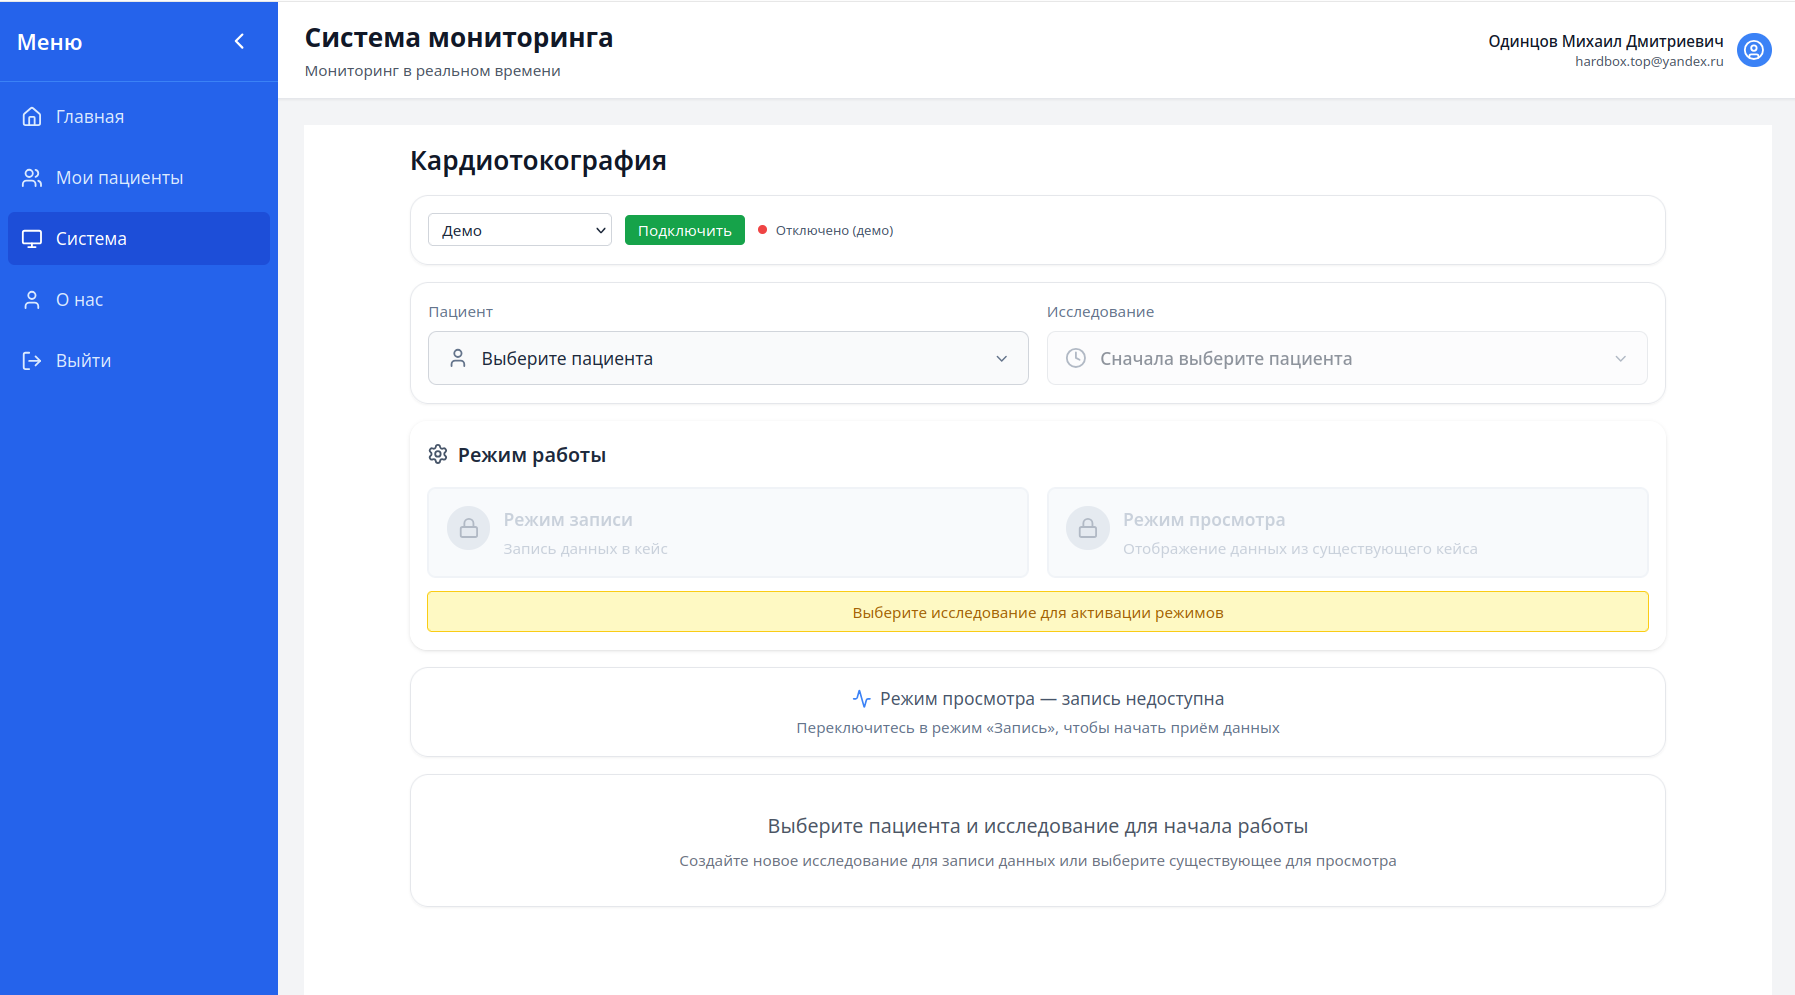 Меню
Главная
Мои пациенты
Система
О нас
Выйти
Система мониторинга
Мониторинг в реальном времени
Одинцов Михаил Дмитриевич
hardbox.top@yandex.ru
Кардиотокография
Демо
Подключить
Отключено (демо)
Пациент
Выберите пациента
Исследование
Сначала выберите пациента
Режим работы
Режим записи
Запись данных в кейс
Режим просмотра
Отображение данных из существующего кейса
Выберите исследование для активации режимов
Режим просмотра — запись недоступна
Переключитесь в режим «Запись», чтобы начать приём данных
Выберите пациента и исследование для начала работы
Создайте новое исследование для записи данных или выберите существующее для просмотра